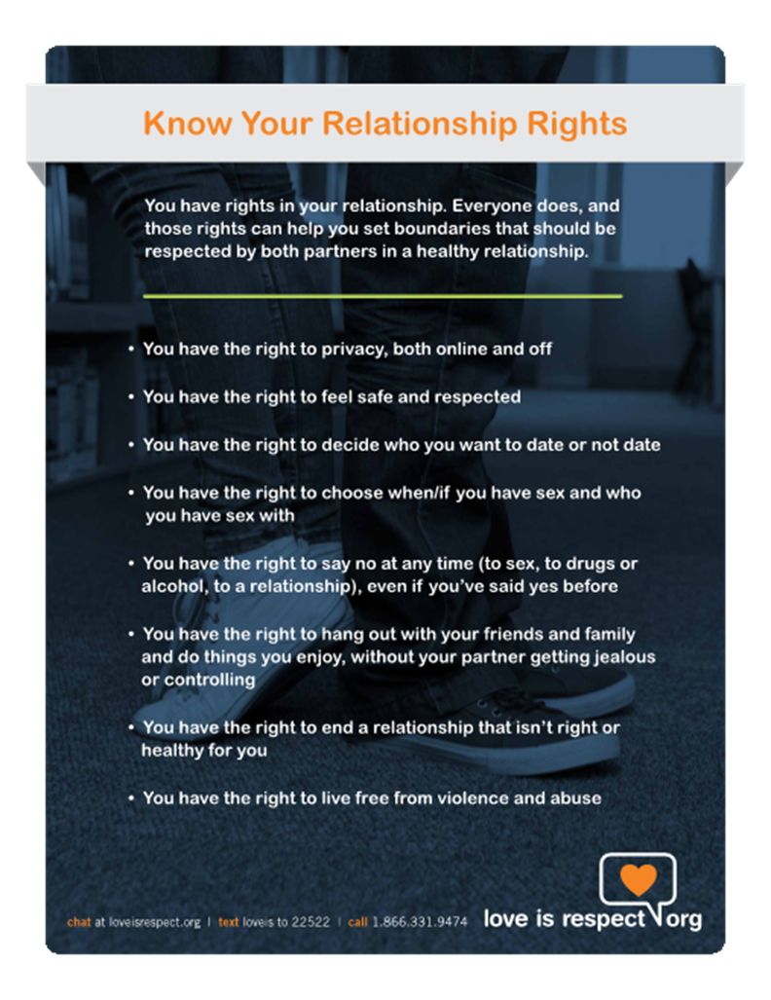 Know Your Relationship Rights
You have rights in your relationship. Everyone does, and
those rights can help you set boundaries that should be
respected by both partners in a healthy relationship.
• You have the right to privacy, both online and off
• You have the right to feel safe and respected
• You have the right to decide who you want to date or not date
• You have the right to choose when/if you have sex and who
you have sex with
• You have the right to say no at any time (to sex, to drugs or
alcohol, to a relationship), even if you've said yes before
• You have the right to hang out with your friends and family
and do things you enjoy, without your partner getting jealous
or controlling
• You have the right to end a relationship that isn't right or
healthy for you
• You have the right to live free from violence and abuse
chat at loveisrespect.org | text loveis to 22522 | call 1.866.331.9474
love is respect org